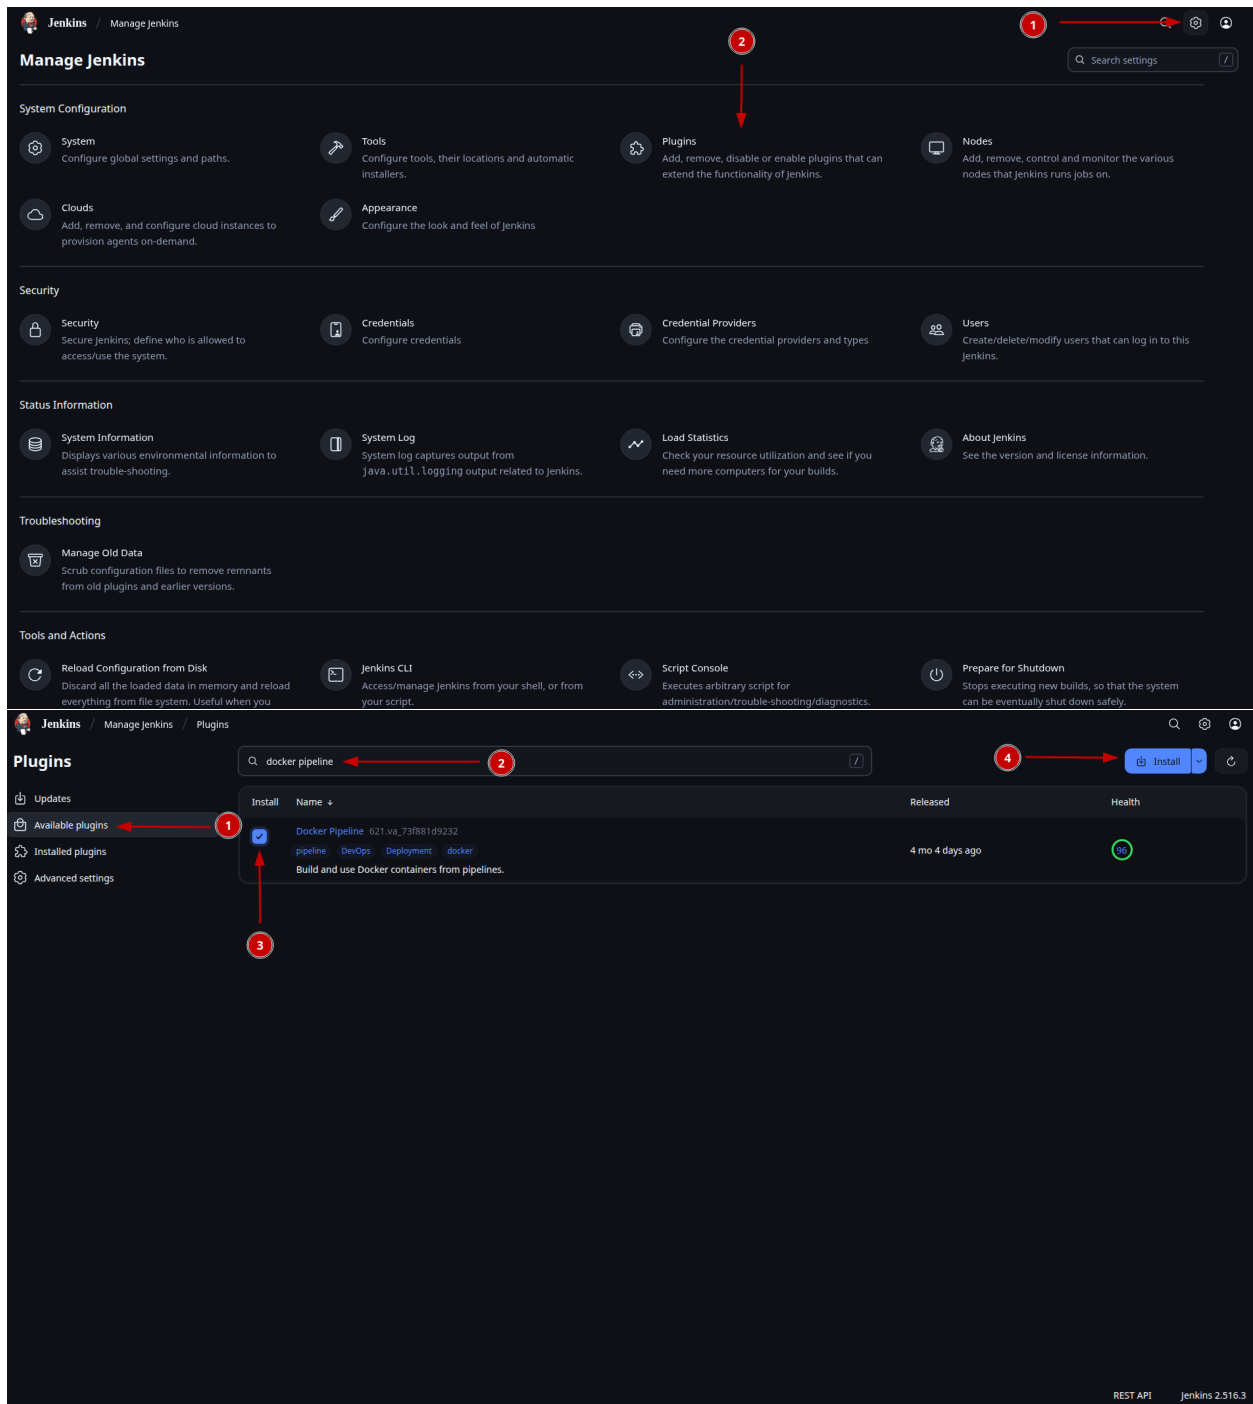 Jenkins / Manage Jenkins
1
2
Manage Jenkins
Search settings /
System Configuration
System
Configure global settings and paths.
Tools
Configure tools, their locations and automatic
installers.
Plugins
Add, remove, disable or enable plugins that can
extend the functionality of Jenkins.
Nodes
Add, remove, control and monitor the various
nodes that Jenkins runs jobs on.
Clouds
Add, remove, and configure cloud instances to
provision agents on-demand.
Appearance
Configure the look and feel of Jenkins
Security
Security
Secure Jenkins; define who is allowed to
access/use the system.
Credentials
Configure credentials
Credential Providers
Configure the credential providers and types
Users
Create/delete/modify users that can log in to this
Jenkins.
Status Information
System Information
Displays various environmental information to
assist trouble-shooting.
System Log
System log captures output from
java.util.logging output related to Jenkins.
Load Statistics
Check your resource utilization and see if you
need more computers for your builds.
About Jenkins
See the version and license information.
Troubleshooting
Manage Old Data
Scrub configuration files to remove remnants
from old plugins and earlier versions.
Tools and Actions
Reload Configuration from Disk
Discard all the loaded data in memory and reload
everything from file system. Useful when you
Jenkins CLI
Access/manage Jenkins from your shell, or from
your script.
Script Console
Executes arbitrary script for
administration/trouble-shooting/diagnostics.
Prepare for Shutdown
Stops executing new builds, so that the system
can be eventually shut down safely.
Jenkins / Manage Jenkins / Plugins
Plugins
docker pipeline
2
/
4
Install
Updates
Available plugins
1
Installed plugins
Advanced settings
Install Name ↓ Released Health
Docker Pipeline 621.va_73f881d9232
pipeline DevOps Deployment docker
Build and use Docker containers from pipelines.
4 mo 4 days ago
96
3
REST API Jenkins 2.516.3